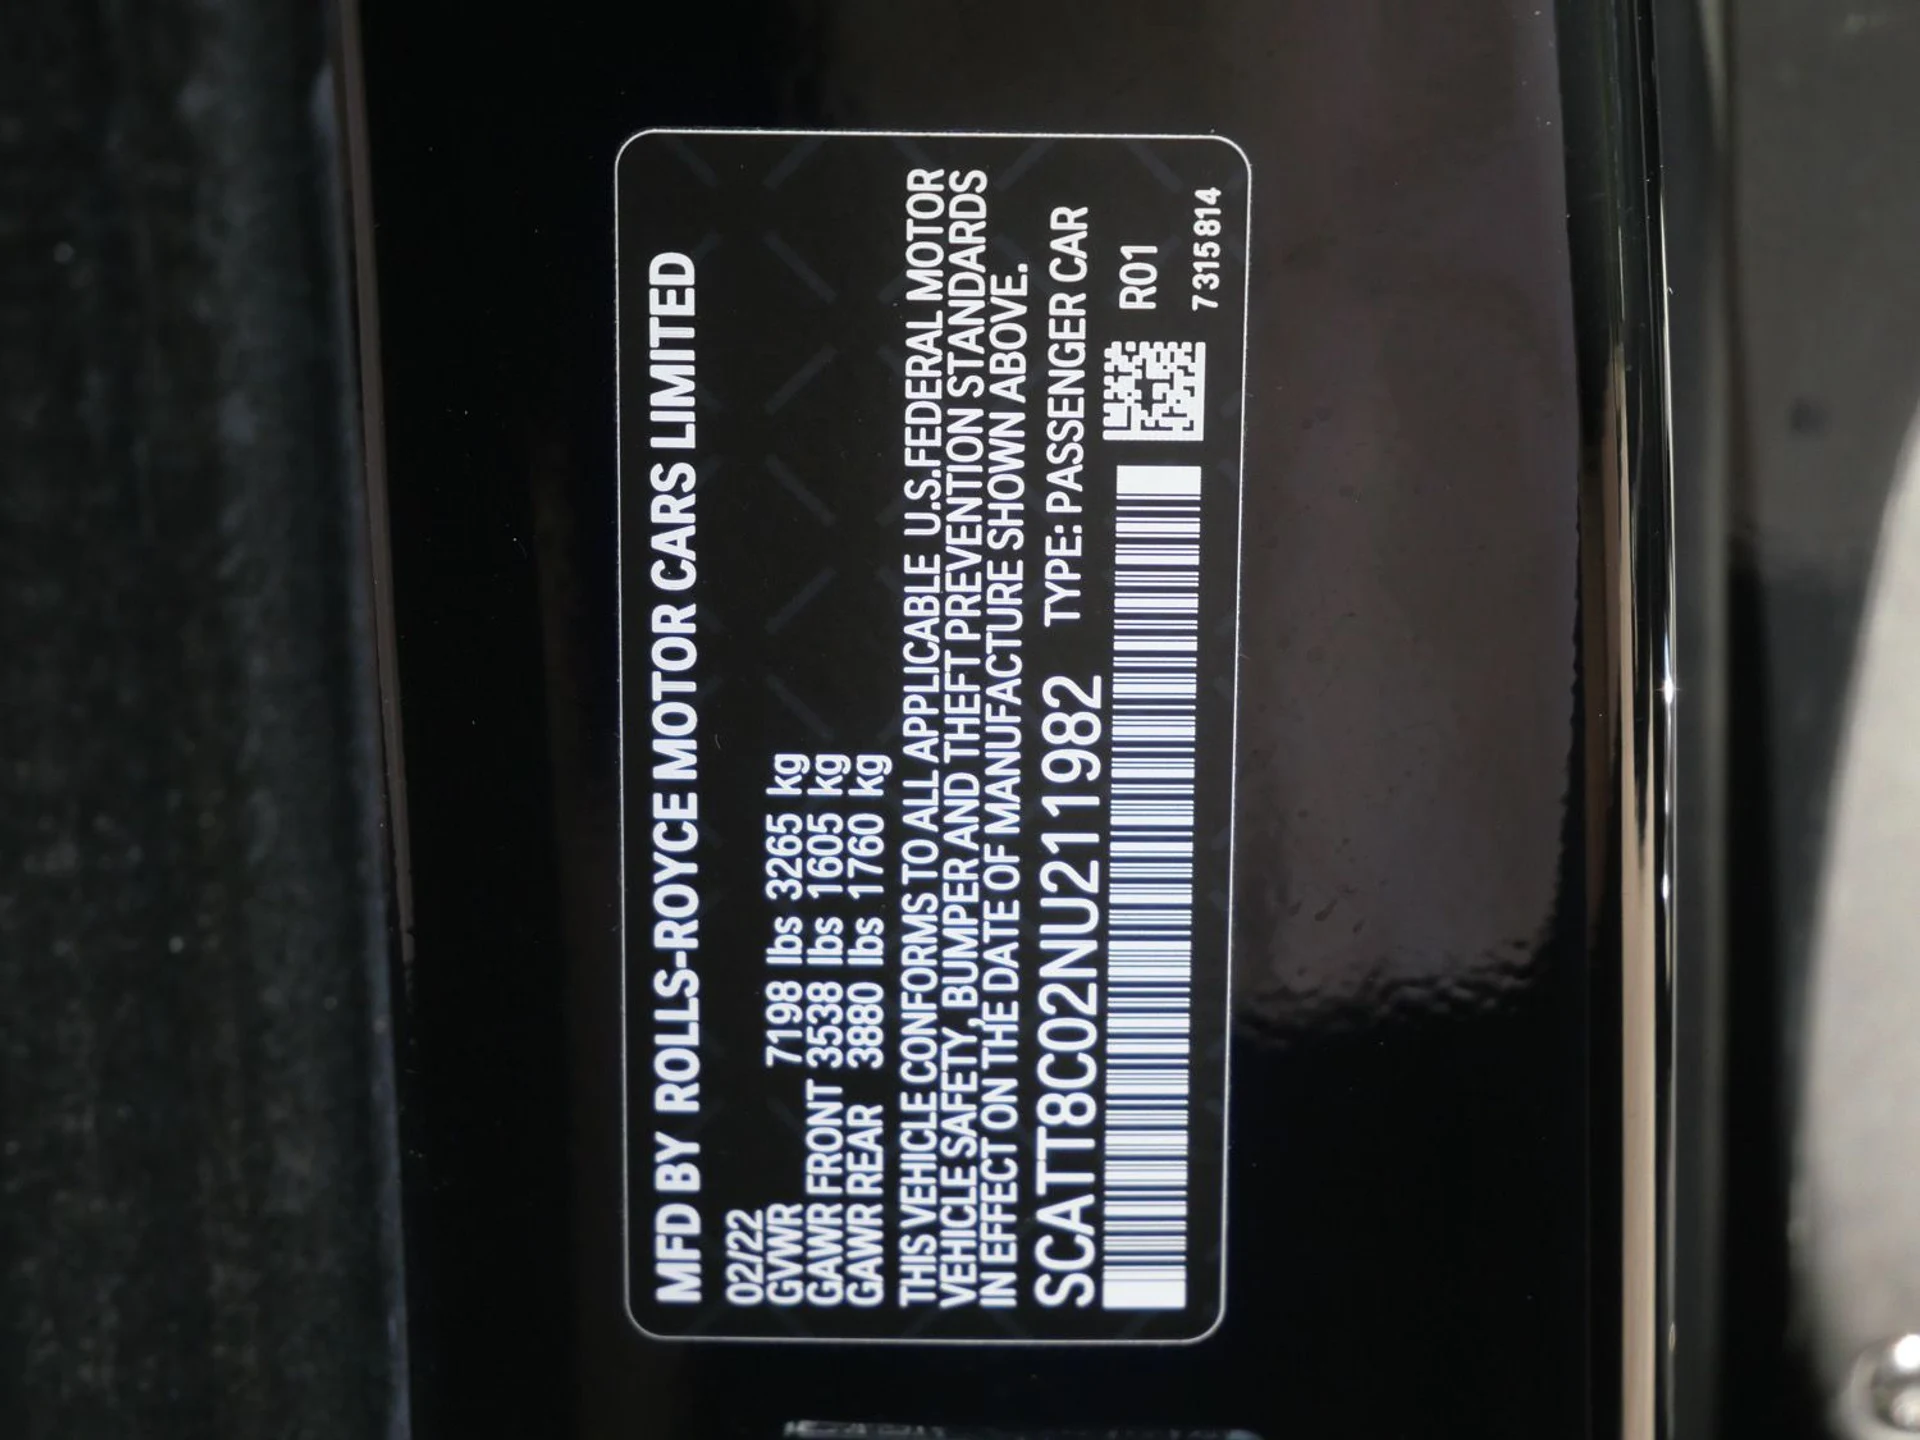 MFD BY ROLLS-ROYCE MOTOR CARS LIMITED
02/22
GVWR 7198 lbs 3265 kg
GAWR FRONT 3538 lbs 1605 kg
GAWR REAR 3880 lbs 1760 kg
THIS VEHICLE CONFORMS TO ALL APPLICABLE U.S.FEDERAL MOTOR
VEHICLE SAFETY, BUMPER AND THEFT PREVENTION STANDARDS
IN EFFECT ON THE DATE OF MANUFACTURE SHOWN ABOVE.
SCATT8C02NU211982 TYPE: PASSENGER CAR
R01
7315814